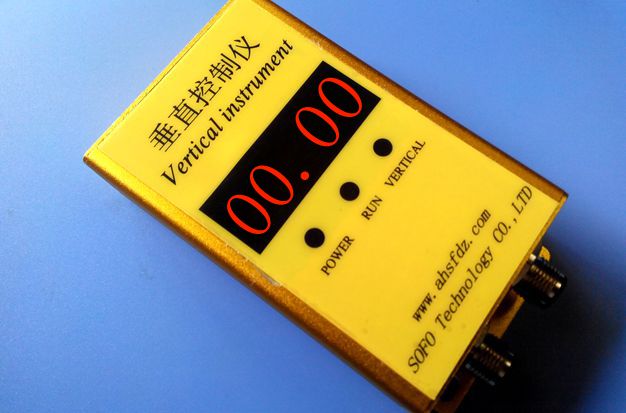 垂直控制仪
Vertical instrument
00.00
POWER
RUN
VERTICAL
www.ahsfdz.com
SOFO Technology CO.,LTD